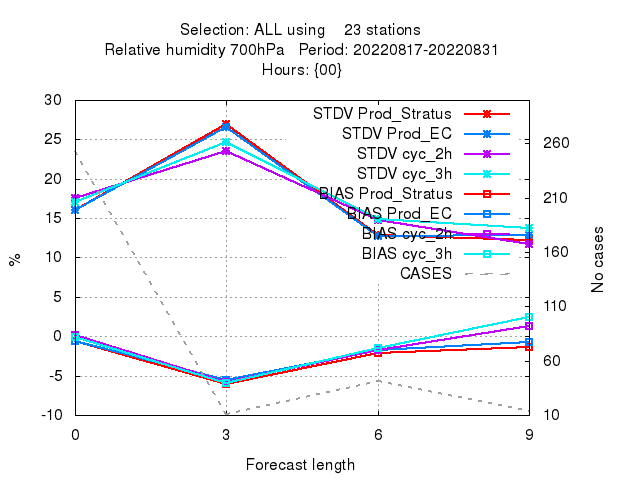 Selection: ALL using    23 stations
Relative humidity 700hPa   Period: 20220817-20220831
Hours: {00}
30
25
20
15
10
5
0
-5
-10
%
STDV Prod_Stratus
STDV Prod_EC
STDV cyc_2h
STDV cyc_3h
BIAS Prod_Stratus
BIAS Prod_EC
BIAS cyc_2h
BIAS cyc_3h
CASES
260
210
160
110
60
10
No cases
0 3 6 9
Forecast length